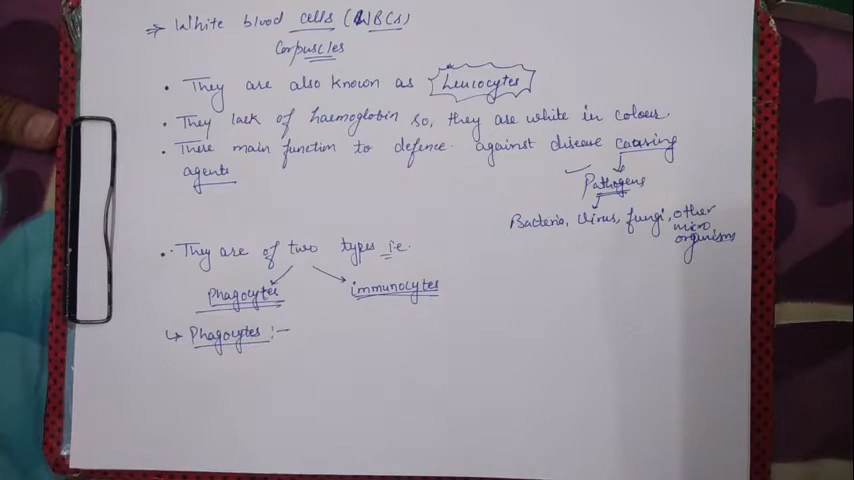 ⇒ White blood cells (WBCs)
Corpuscles
• They are also known as Leucocytes
• They lack of haemoglobin so, they are white in colour.
• There main function to defence against disease causing
agents
Pathogens
Bacteria, Virus, fungi, other
micro
organisms
• They are of two types i.e.
Phagocytes immunocytes
↳ Phagocytes :-